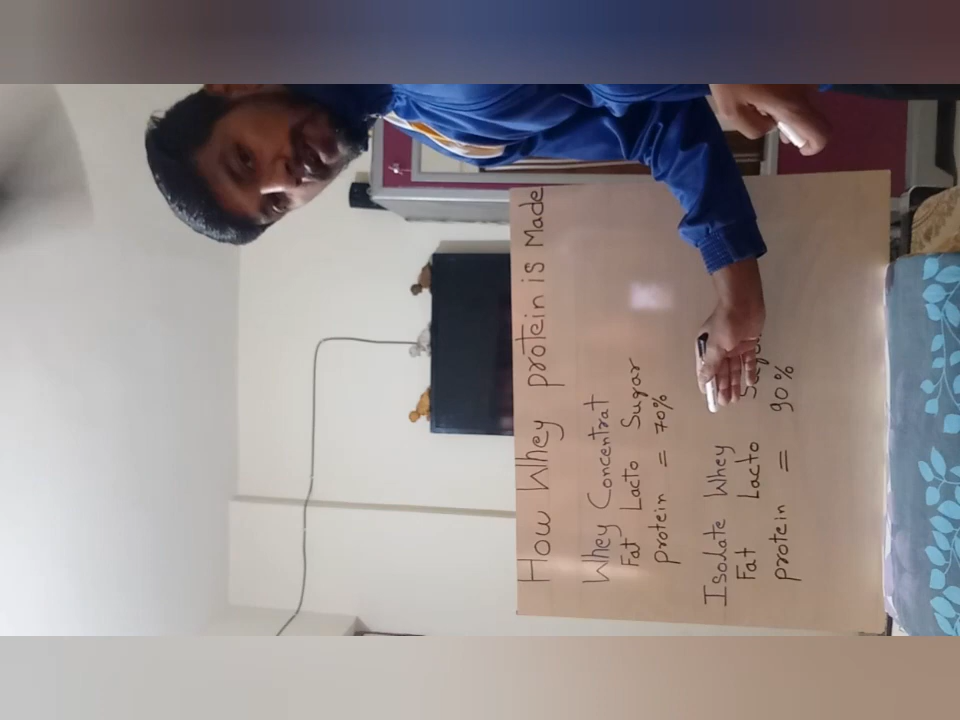 How Whey protein is Made
Whey Concentrat
Fat Lacto Sugar
protein = 70%
Isolate Whey
Fat Lacto
protein = 90%